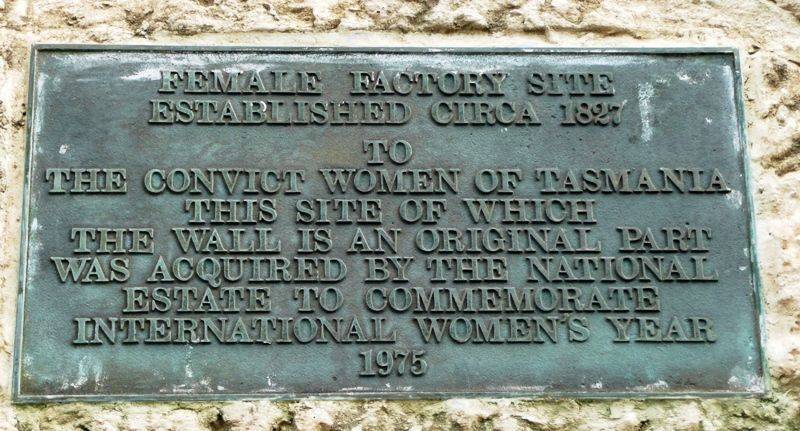 FEMALE FACTORY SITE
ESTABLISHED CIRCA 1827
TO
THE CONVICT WOMEN OF TASMANIA
THIS SITE OF WHICH
THE WALL IS AN ORIGINAL PART
WAS ACQUIRED BY THE NATIONAL
ESTATE TO COMMEMORATE
INTERNATIONAL WOMEN'S YEAR
1975